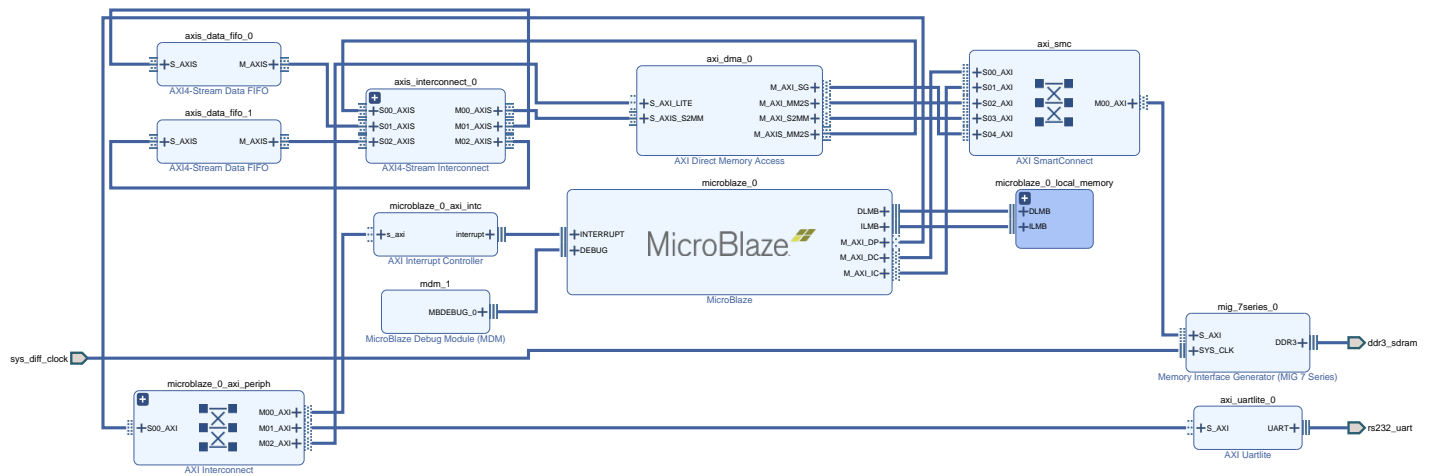 axis_data_fifo_0
S_AXIS
M_AXIS
AXI4-Stream Data FIFO
axis_data_fifo_1
S_AXIS
M_AXIS
AXI4-Stream Data FIFO
axis_interconnect_0
S00_AXIS
M00_AXIS
S01_AXIS
M01_AXIS
S02_AXIS
M02_AXIS
AXI4-Stream Interconnect
axi_dma_0
M_AXI_SG
S_AXI_LITE
M_AXI_MM2S
S_AXIS_S2MM
M_AXI_S2MM
M_AXIS_MM2S
AXI Direct Memory Access
axi_smc
S00_AXI
S01_AXI
S02_AXI
M00_AXI
S03_AXI
S04_AXI
AXI SmartConnect
microblaze_0_axi_intc
s_axi
interrupt
AXI Interrupt Controller
mdm_1
MBDEBUG_0
MicroBlaze Debug Module (MDM)
microblaze_0
DLMB
ILMB
INTERRUPT
M_AXI_DP
DEBUG
M_AXI_DC
M_AXI_IC
MicroBlaze
MicroBlaze
microblaze_0_local_memory
DLMB
ILMB
sys_diff_clock
mig_7series_0
S_AXI
DDR3
SYS_CLK
Memory Interface Generator (MIG 7 Series)
ddr3_sdram
microblaze_0_axi_periph
M00_AXI
S00_AXI
M01_AXI
M02_AXI
AXI Interconnect
axi_uartlite_0
S_AXI
UART
AXI Uartlite
rs232_uart